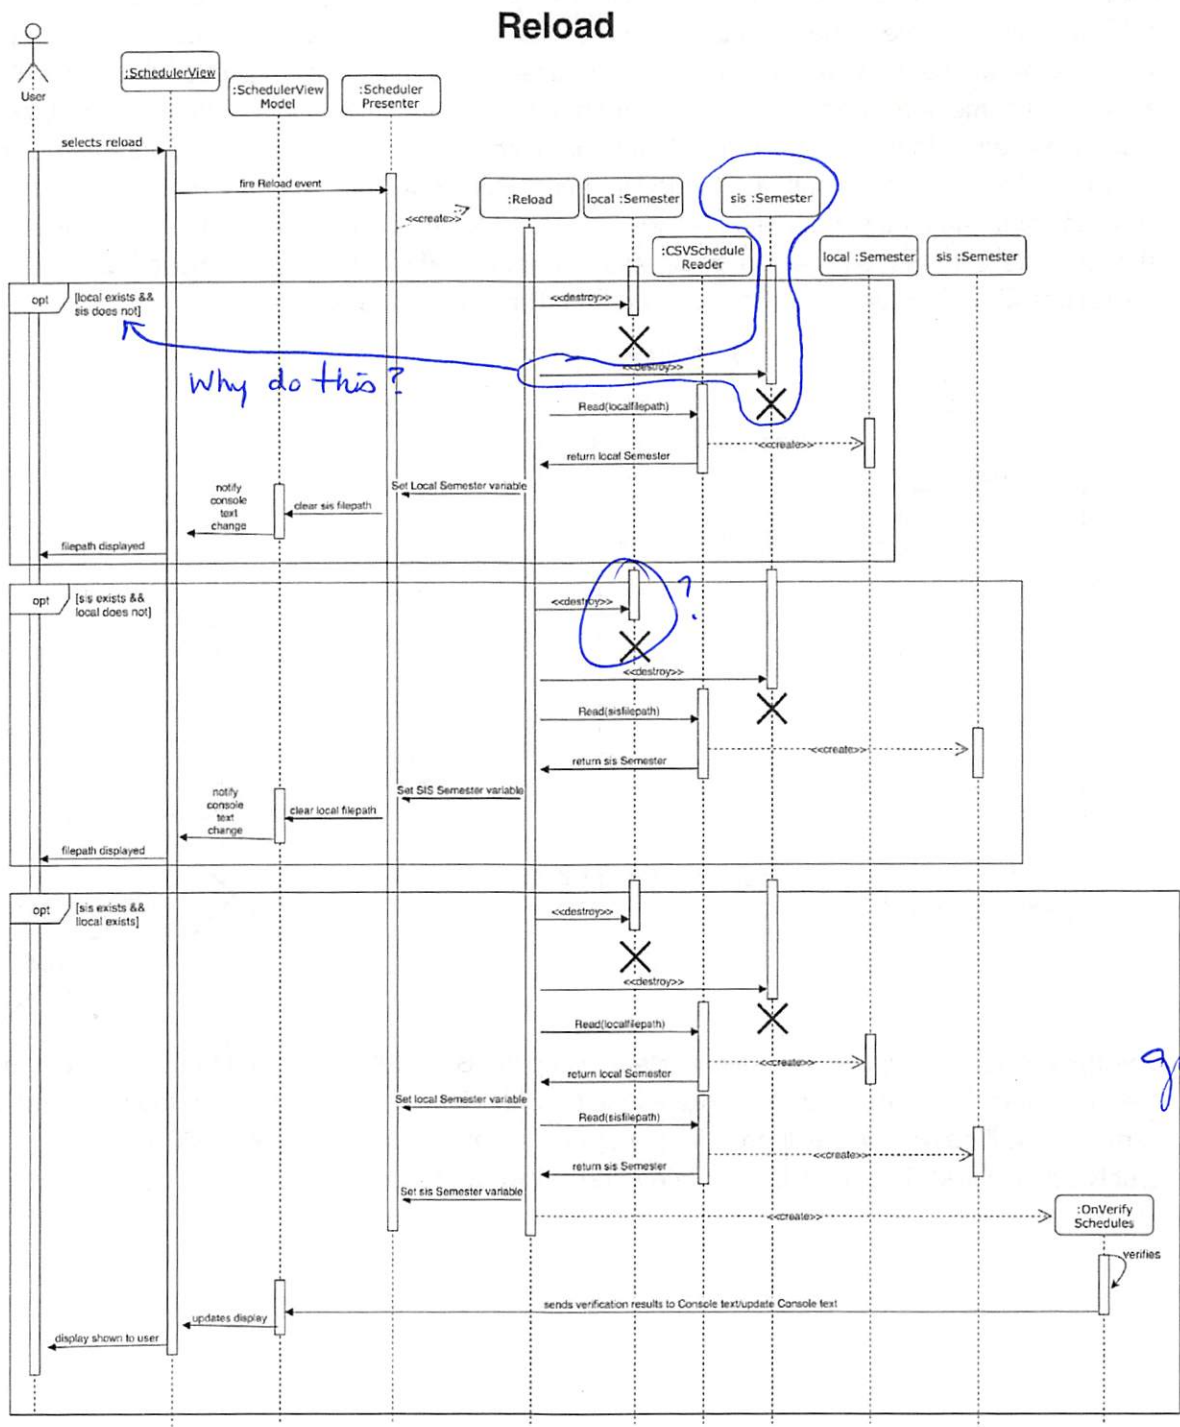 Reload
User
:SchedulerView
:SchedulerView
Model
:Scheduler
Presenter
selects reload
fire Reload event
<<create>>
:Reload
local :Semester
sis :Semester
:CSVSchedule
Reader
local :Semester
sis :Semester
opt
[local exists &&
sis does not]
<<destroy>>
Why do this?
<<destroy>>
Read(localfilepath)
<<create>>
return local Semester
Set Local Semester variable
clear sis filepath
notify
console
text
change
filepath displayed
opt
[sis exists &&
local does not]
<<destroy>>
?
<<destroy>>
Read(sisfilepath)
<<create>>
return sis Semester
Set SIS Semester variable
clear local filepath
notify
console
text
change
filepath displayed
opt
[sis exists &&
llocal exists]
<<destroy>>
<<destroy>>
Read(localfilepath)
<<create>>
return local Semester
Set local Semester variable
Read(sisfilepath)
<<create>>
return sis Semester
Set sis Semester variable
<<create>>
:OnVerify
Schedules
verifies
sends verification results to Console text/update Console text
updates display
display shown to user